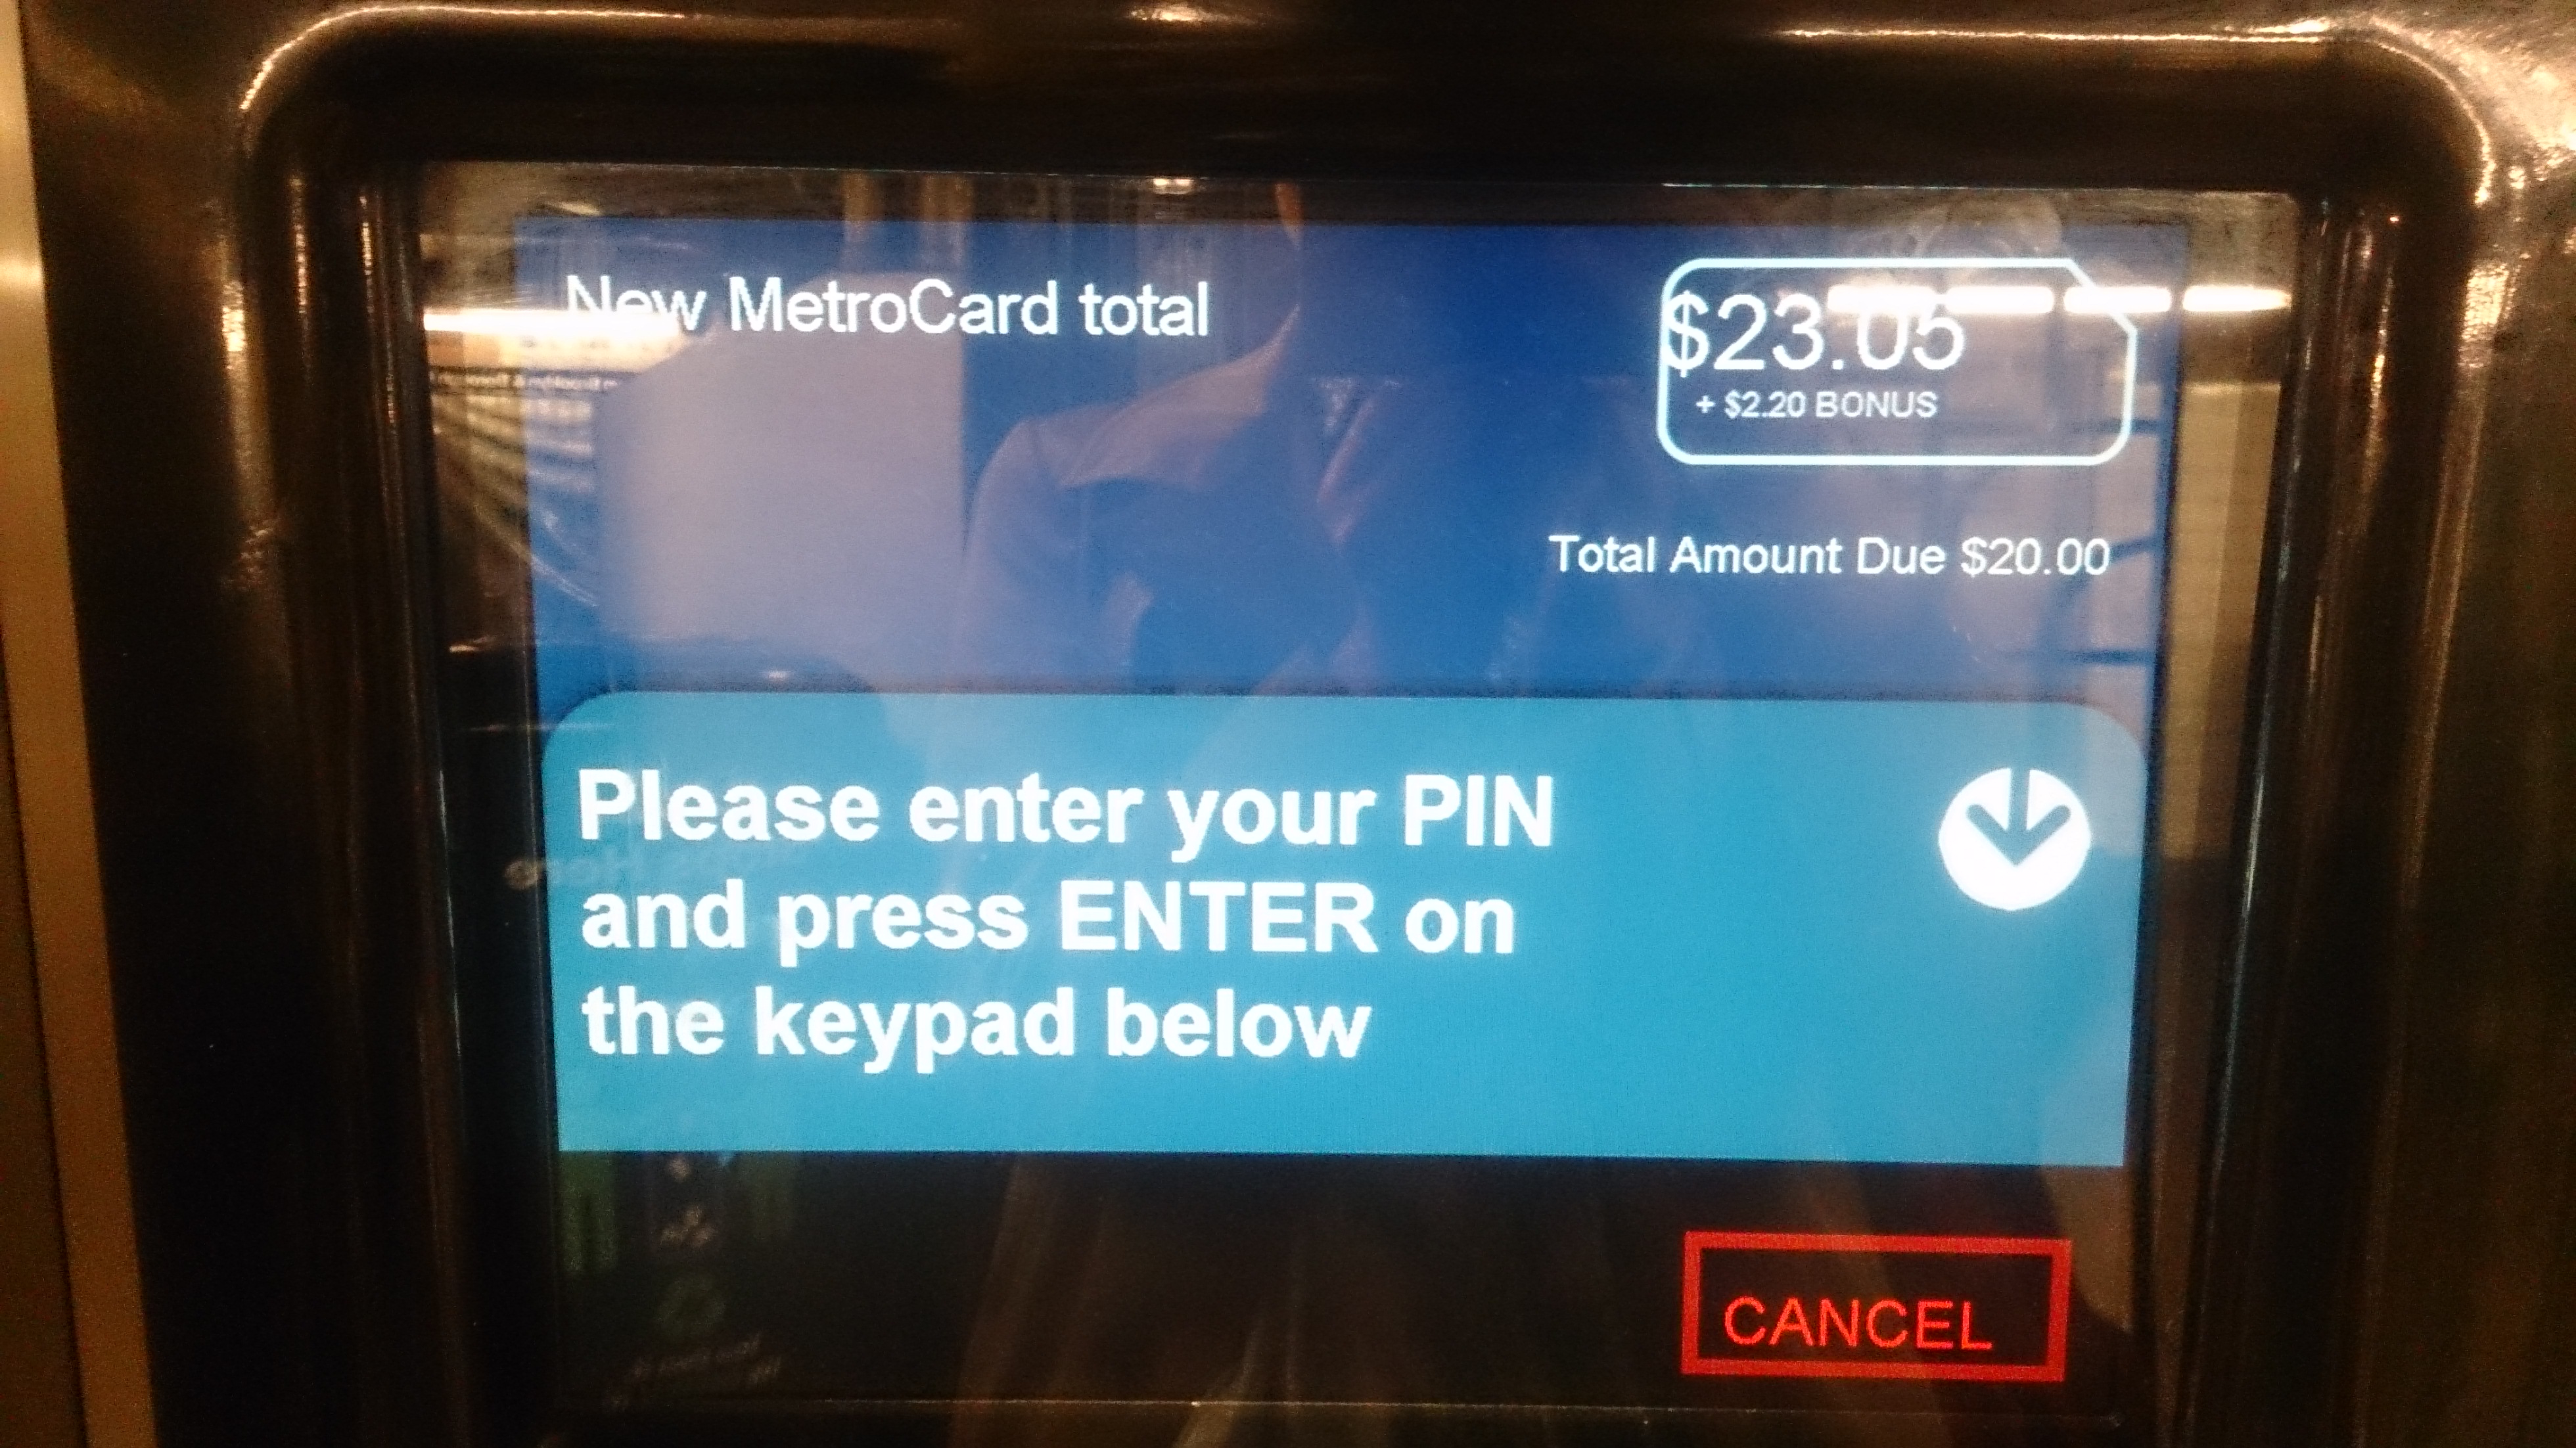 New MetroCard total
$23.05
+ $2.20 BONUS
Total Amount Due $20.00
Please enter your PIN
and press ENTER on
the keypad below
CANCEL